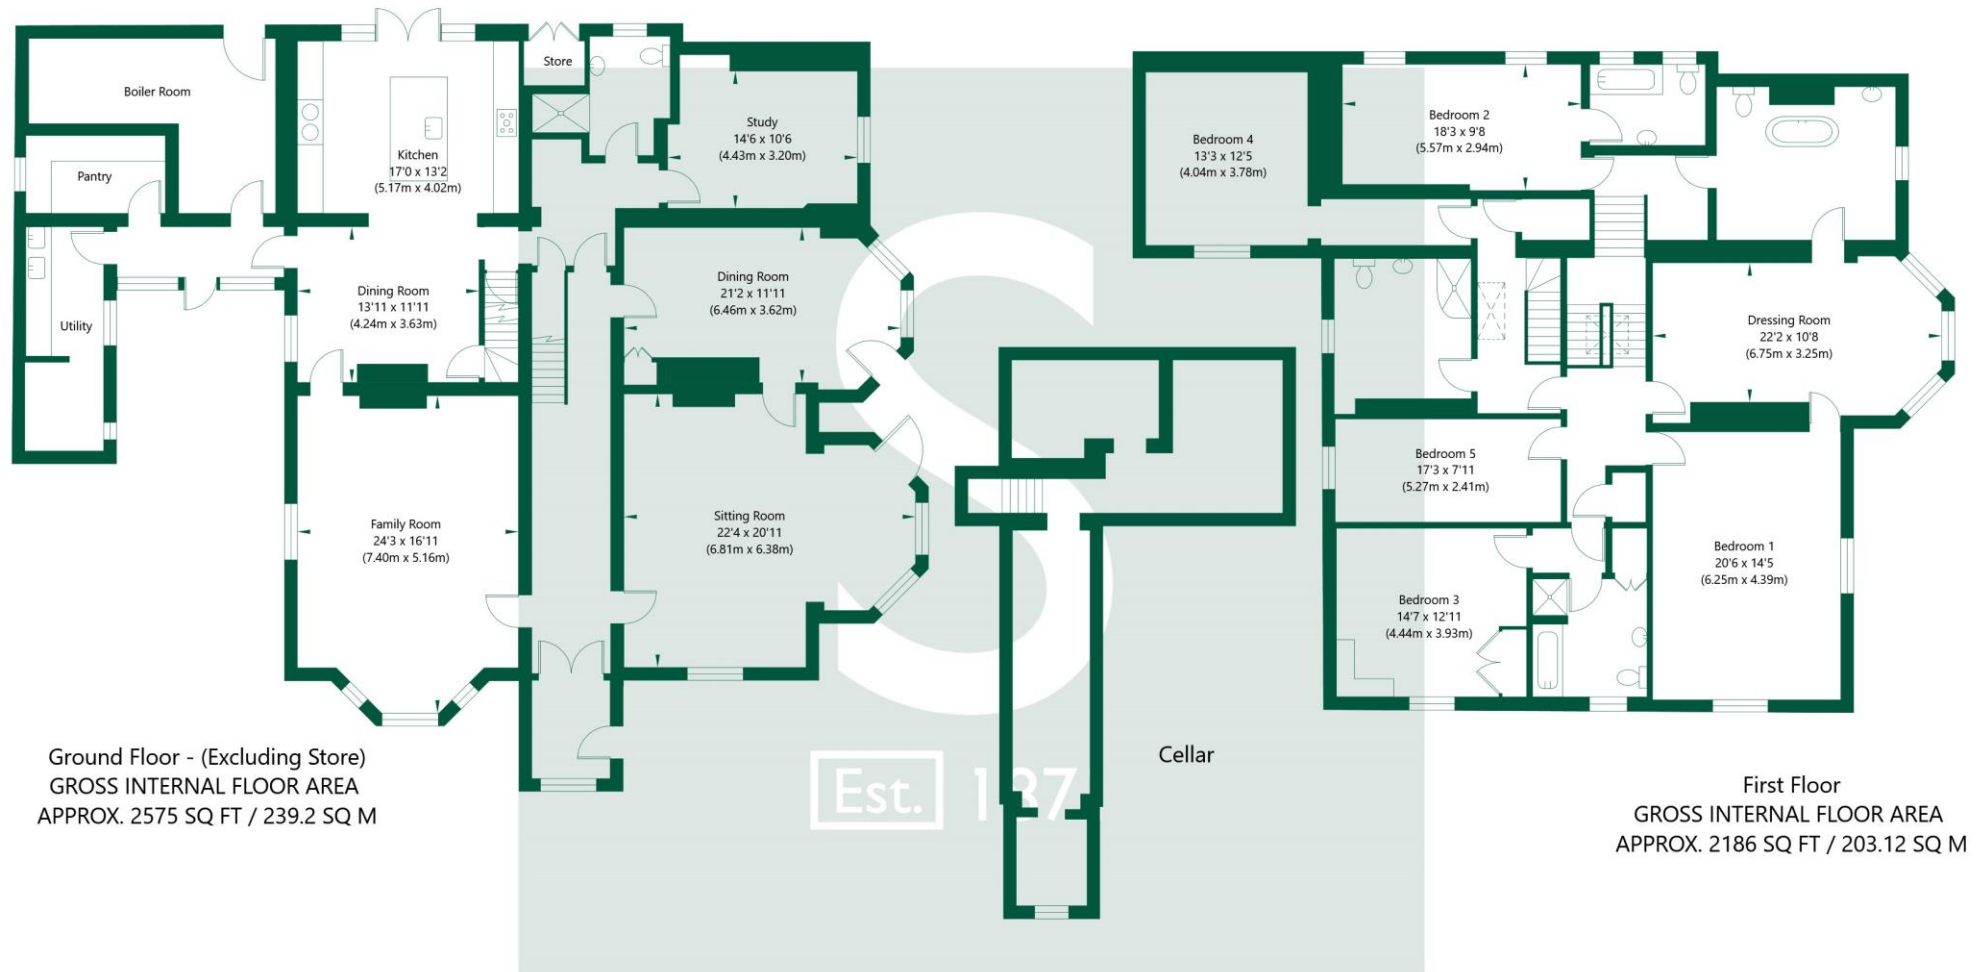 Boiler Room
Pantry
Utility
Kitchen
17'0 x 13'2
(5.17m x 4.02m)
Store
Study
14'6 x 10'6
(4.43m x 3.20m)
Dining Room
13'11 x 11'11
(4.24m x 3.63m)
Dining Room
21'2 x 11'11
(6.46m x 3.62m)
Family Room
24'3 x 16'11
(7.40m x 5.16m)
Sitting Room
22'4 x 20'11
(6.81m x 6.38m)
Ground Floor - (Excluding Store)
GROSS INTERNAL FLOOR AREA
APPROX. 2575 SQ FT / 239.2 SQ M
S
Est. 187
Cellar
Bedroom 4
13'3 x 12'5
(4.04m x 3.78m)
Bedroom 2
18'3 x 9'8
(5.57m x 2.94m)
Dressing Room
22'2 x 10'8
(6.75m x 3.25m)
Bedroom 5
17'3 x 7'11
(5.27m x 2.41m)
Bedroom 3
14'7 x 12'11
(4.44m x 3.93m)
Bedroom 1
20'6 x 14'5
(6.25m x 4.39m)
First Floor
GROSS INTERNAL FLOOR AREA
APPROX. 2186 SQ FT / 203.12 SQ M